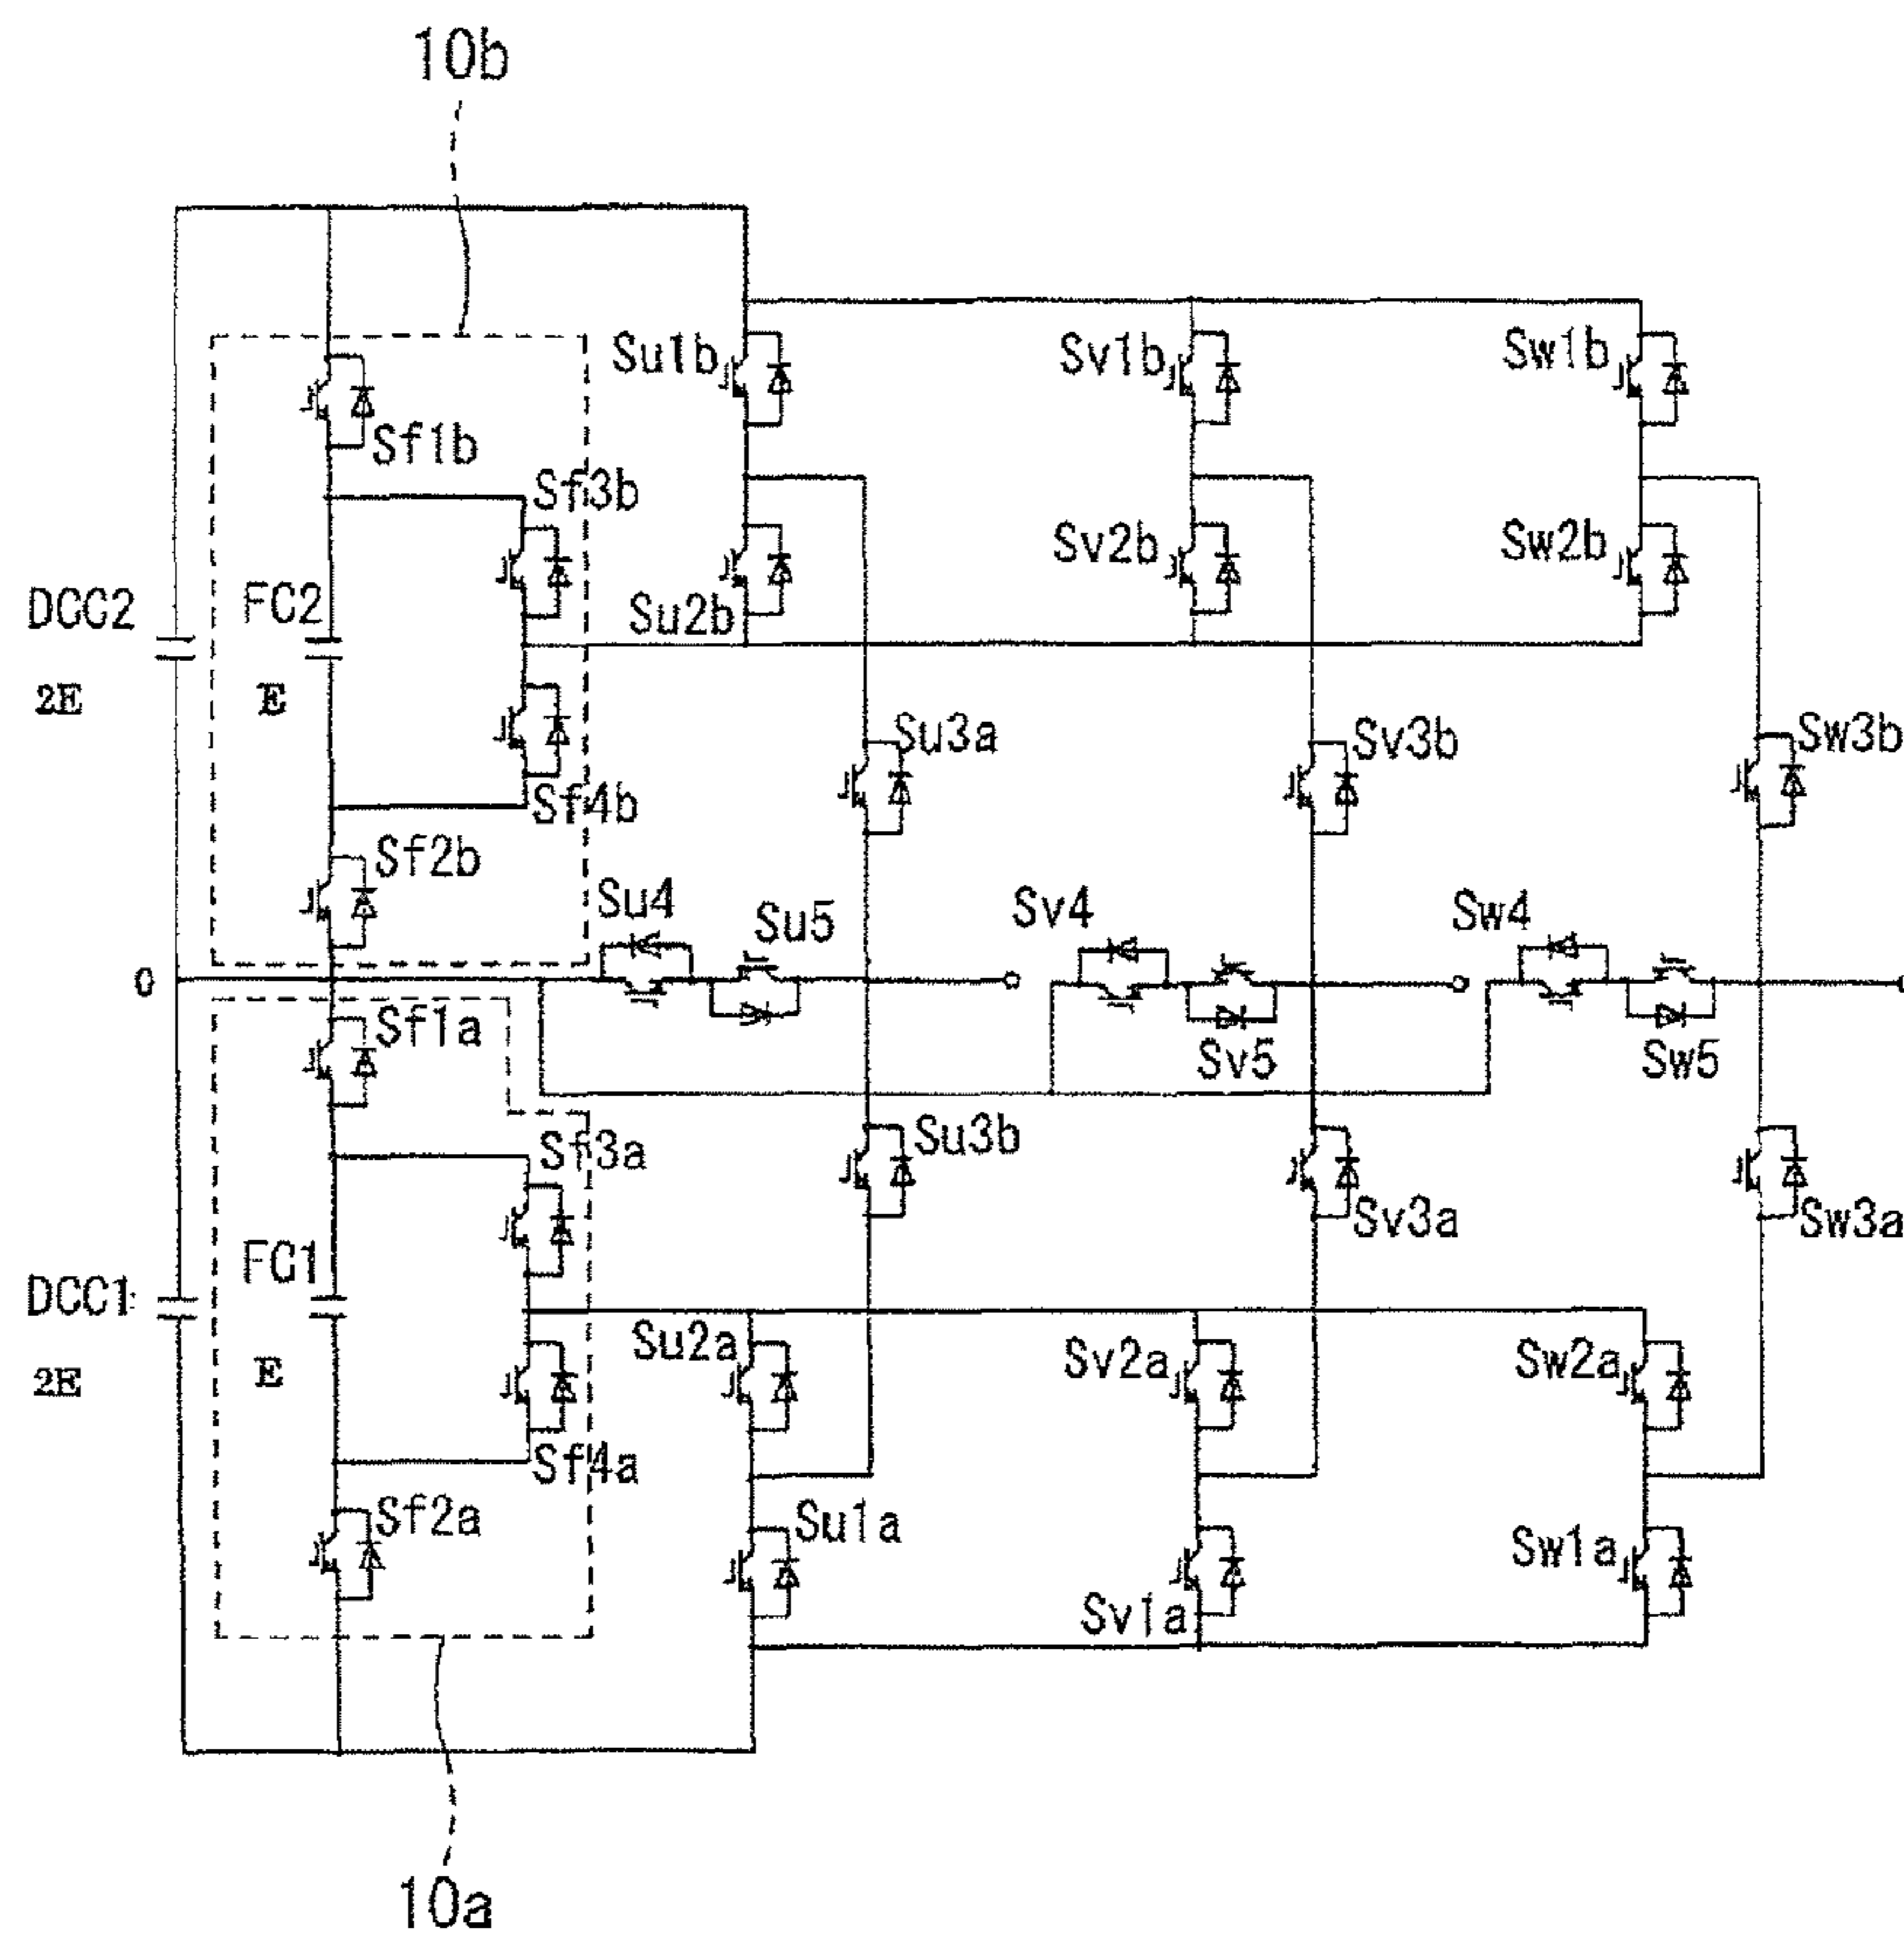 10b
Su1b
Sv1b
Sw1b
Sf1b
Sf3b
Sv2b
Sw2b
DCC2
FC2
Su2b
2E
E
Su3a
Sv3b
Sw3b
Sf4b
Sf2b
Su4
Su5
Sv4
Sw4
0
Sf1a
Sv5
Sw5
Su3b
Sf3a
Sv3a
Sw3a
FC1
DCC1
Su2a
Sv2a
Sw2a
2E
E
Sf4a
Sf2a
Su1a
Sw1a
Sv1a
10a